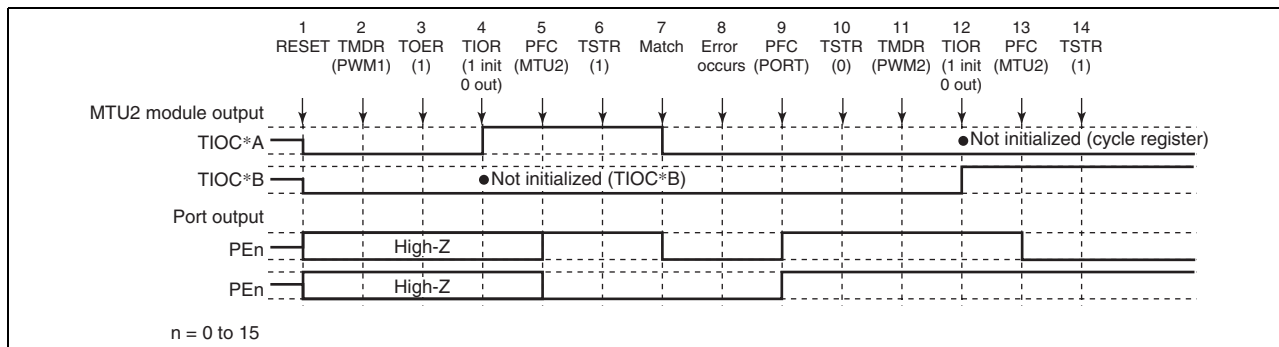 1 2 3 4 5 6 7 8 9 10 11 12 13 14
RESET TMDR TOER TIOR PFC TSTR Match Error PFC TSTR TMDR TIOR PFC TSTR
(PWM1) (1) (1 init (MTU2) (1) occurs (PORT) (0) (PWM2) (1 init (MTU2) (1)
0 out) 0 out)
MTU2 module output
TIOC*A
●Not initialized (cycle register)
TIOC*B
●Not initialized (TIOC*B)
Port output
PEn
High-Z
PEn
High-Z
n = 0 to 15